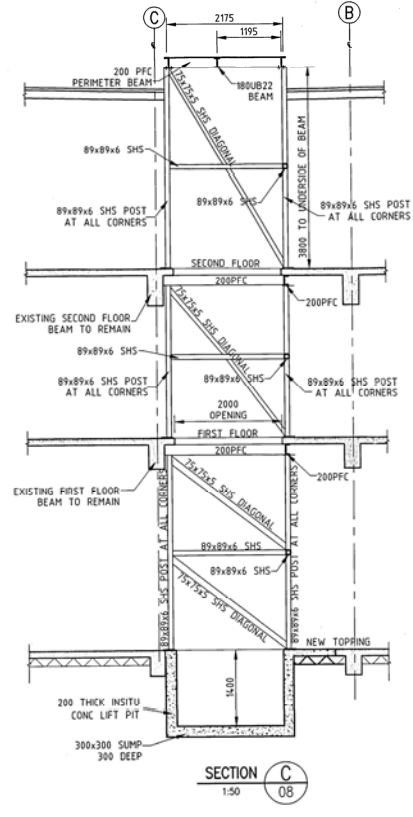 C
B
2175
1195
200 PFC
PERIMETER BEAM
180UB22
BEAM
75x75x5 SHS DIAGONAL
89x89x6 SHS
89x89x6 SHS
89x89x6 SHS POST
AT ALL CORNERS
89x89x6 SHS POST
AT ALL CORNERS
3800 TO UNDERSIDE OF BEAM
SECOND FLOOR
200PFC
200PFC
EXISTING SECOND FLOOR
BEAM TO REMAIN
75x75x5 SHS DIAGONAL
89x89x6 SHS
89x89x6 SHS
89x89x6 SHS POST
AT ALL CORNERS
89x89x6 SHS POST
AT ALL CORNERS
2000
OPENING
FIRST FLOOR
200PFC
200PFC
EXISTING FIRST FLOOR
BEAM TO REMAIN
75x75x5 SHS DIAGONAL
89x89x6 SHS
89x89x6 SHS
75x75x5 SHS DIAGONAL
89x89x6 SHS POST AT ALL CORNERS
89x89x6 SHS POST AT ALL CORNERS
NEW TOPPING
1400
200 THICK INSITU
CONC LIFT PIT
300x300 SUMP
300 DEEP
SECTION C
1:50 08